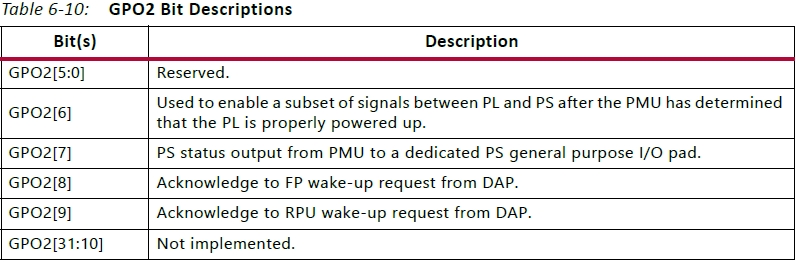 Table 6-10: GPO2 Bit Descriptions
Bit(s) Description
GPO2[5:0] Reserved.
GPO2[6] Used to enable a subset of signals between PL and PS after the PMU has determined
that the PL is properly powered up.
GPO2[7] PS status output from PMU to a dedicated PS general purpose I/O pad.
GPO2[8] Acknowledge to FP wake-up request from DAP.
GPO2[9] Acknowledge to RPU wake-up request from DAP.
GPO2[31:10] Not implemented.